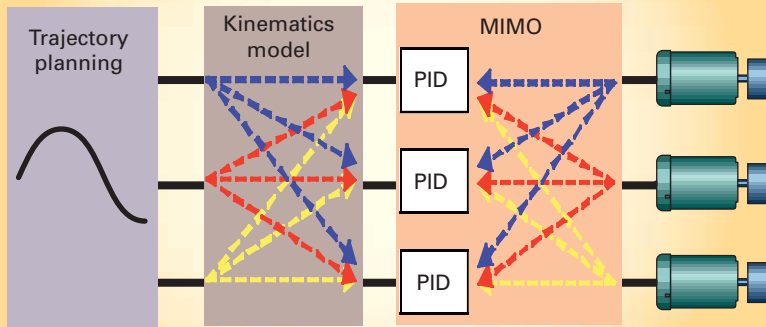 Trajectory
planning
Kinematics
model
MIMO
PID
PID
PID